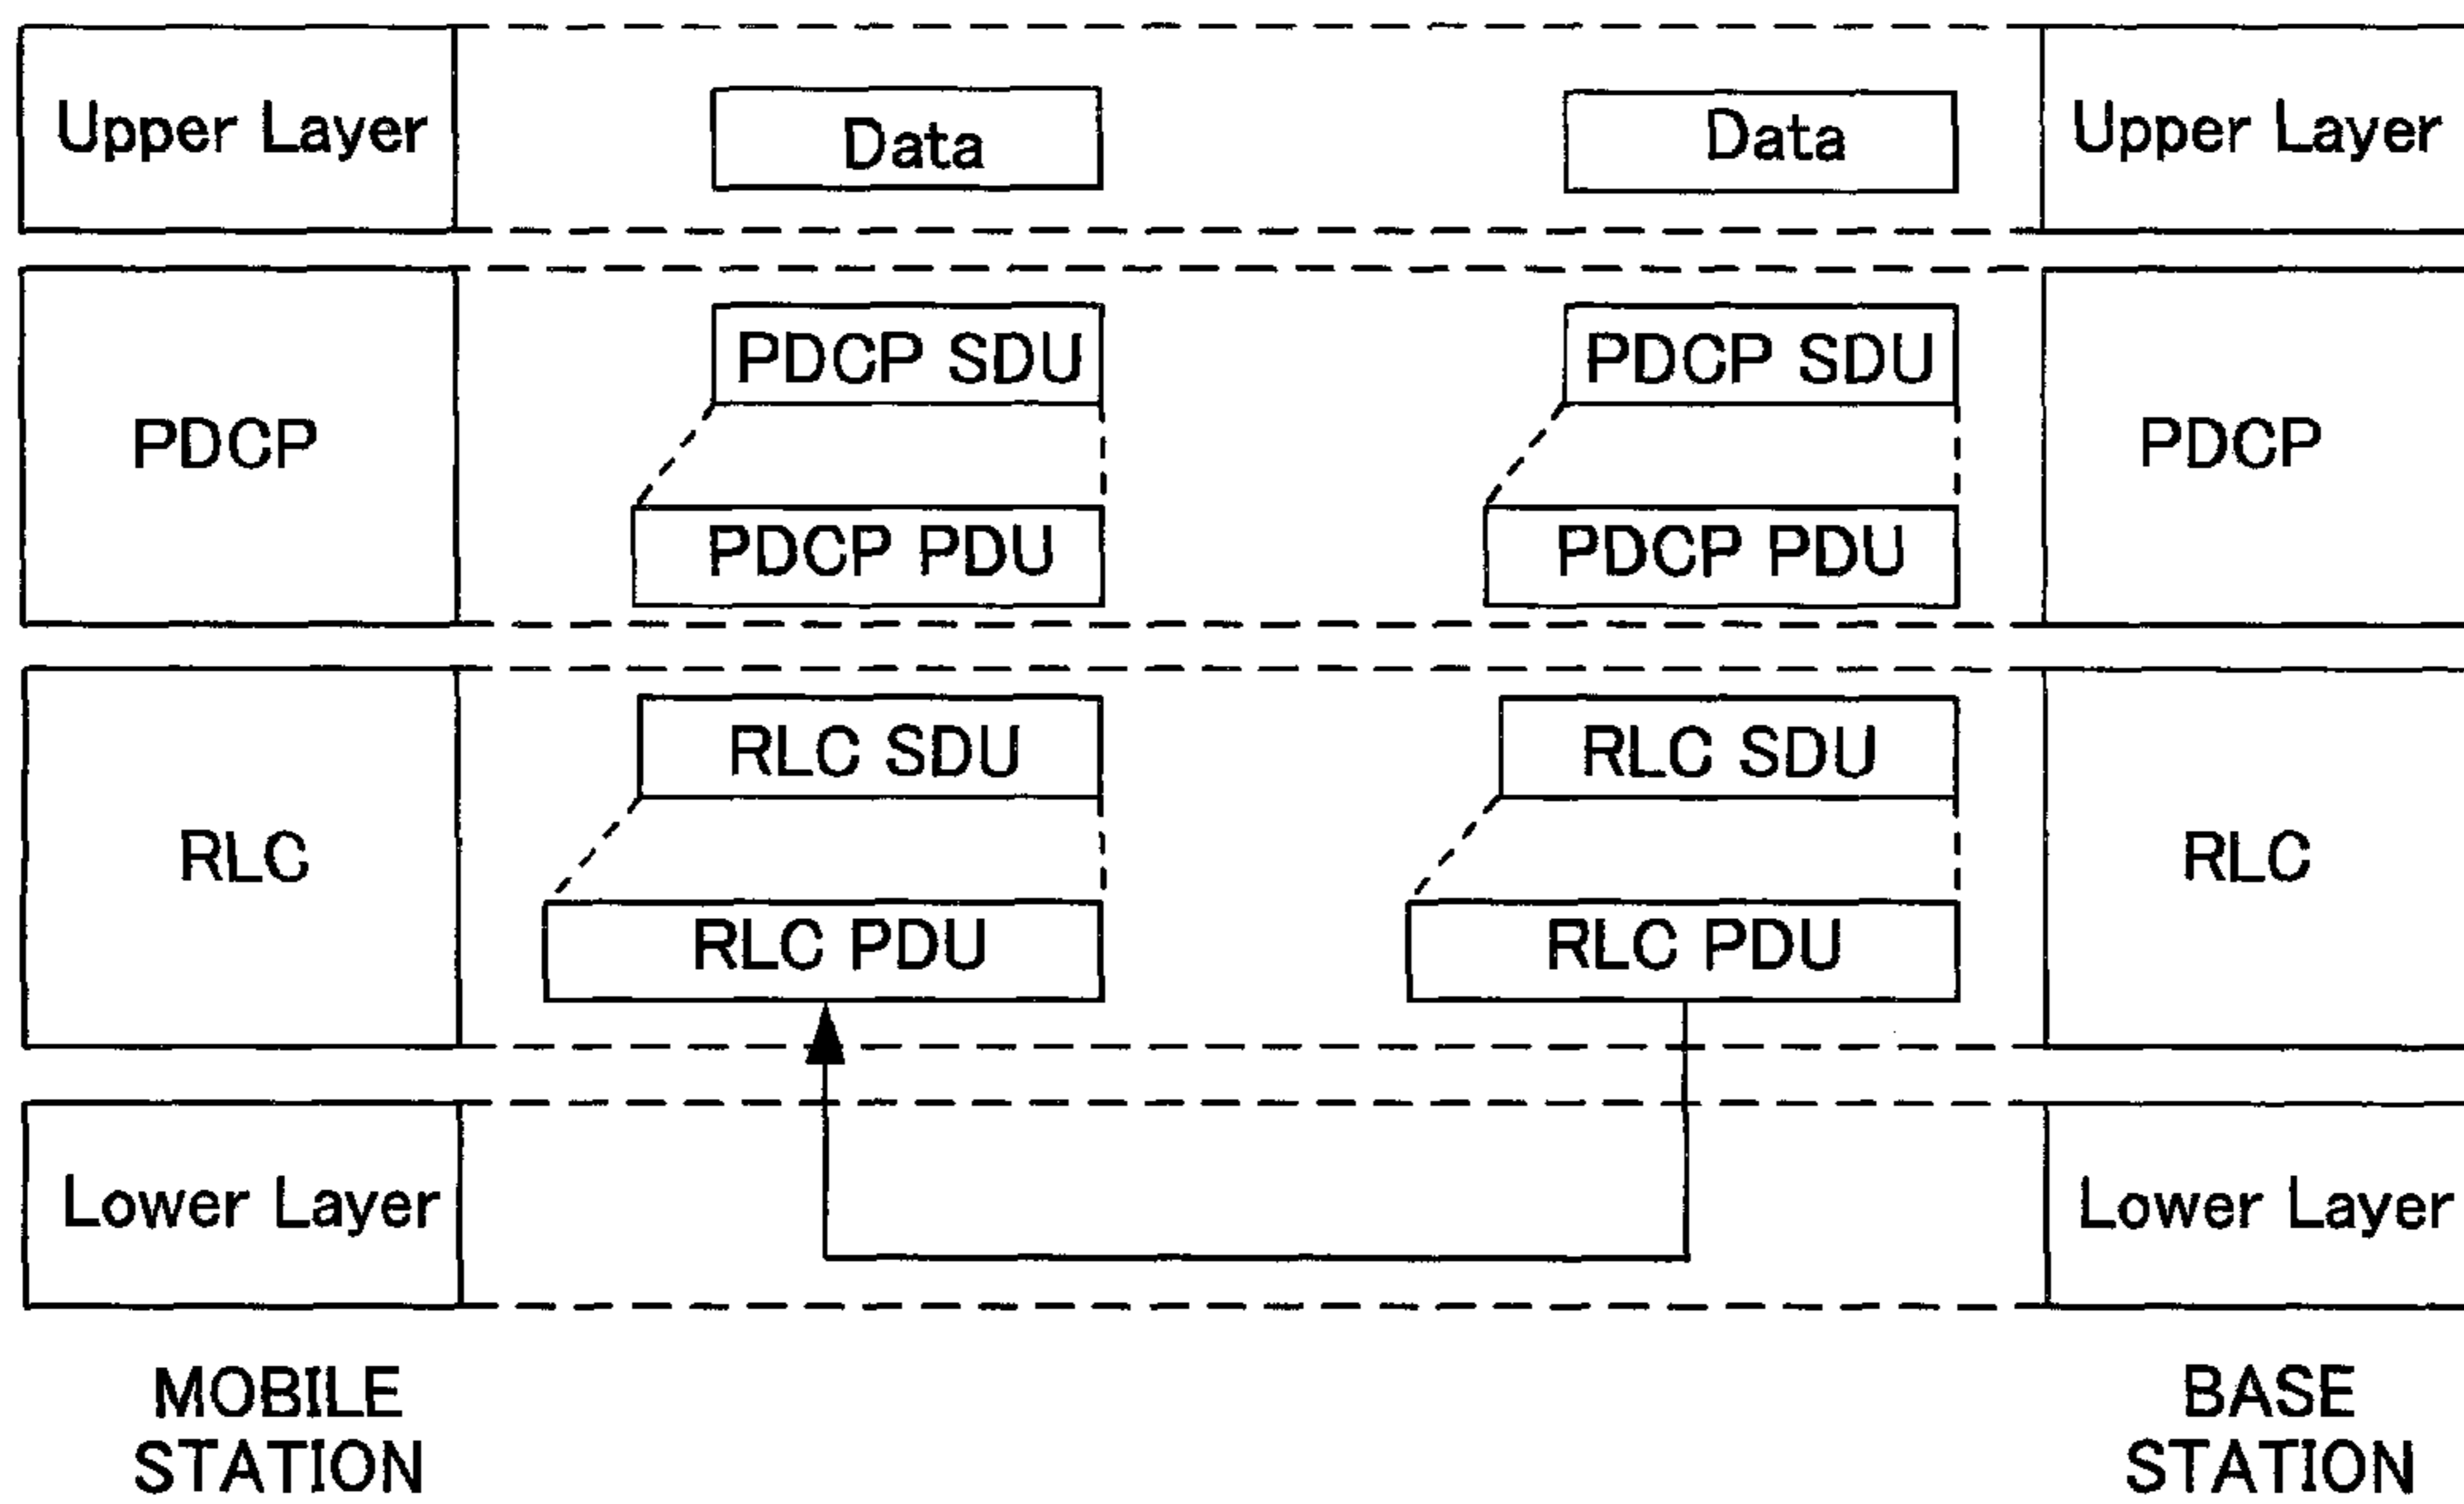 Upper Layer
Data
Data
Upper Layer
PDCP
PDCP SDU
PDCP PDU
PDCP SDU
PDCP PDU
PDCP
RLC
RLC SDU
RLC PDU
RLC SDU
RLC PDU
RLC
Lower Layer
Lower Layer
MOBILE
STATION
BASE
STATION